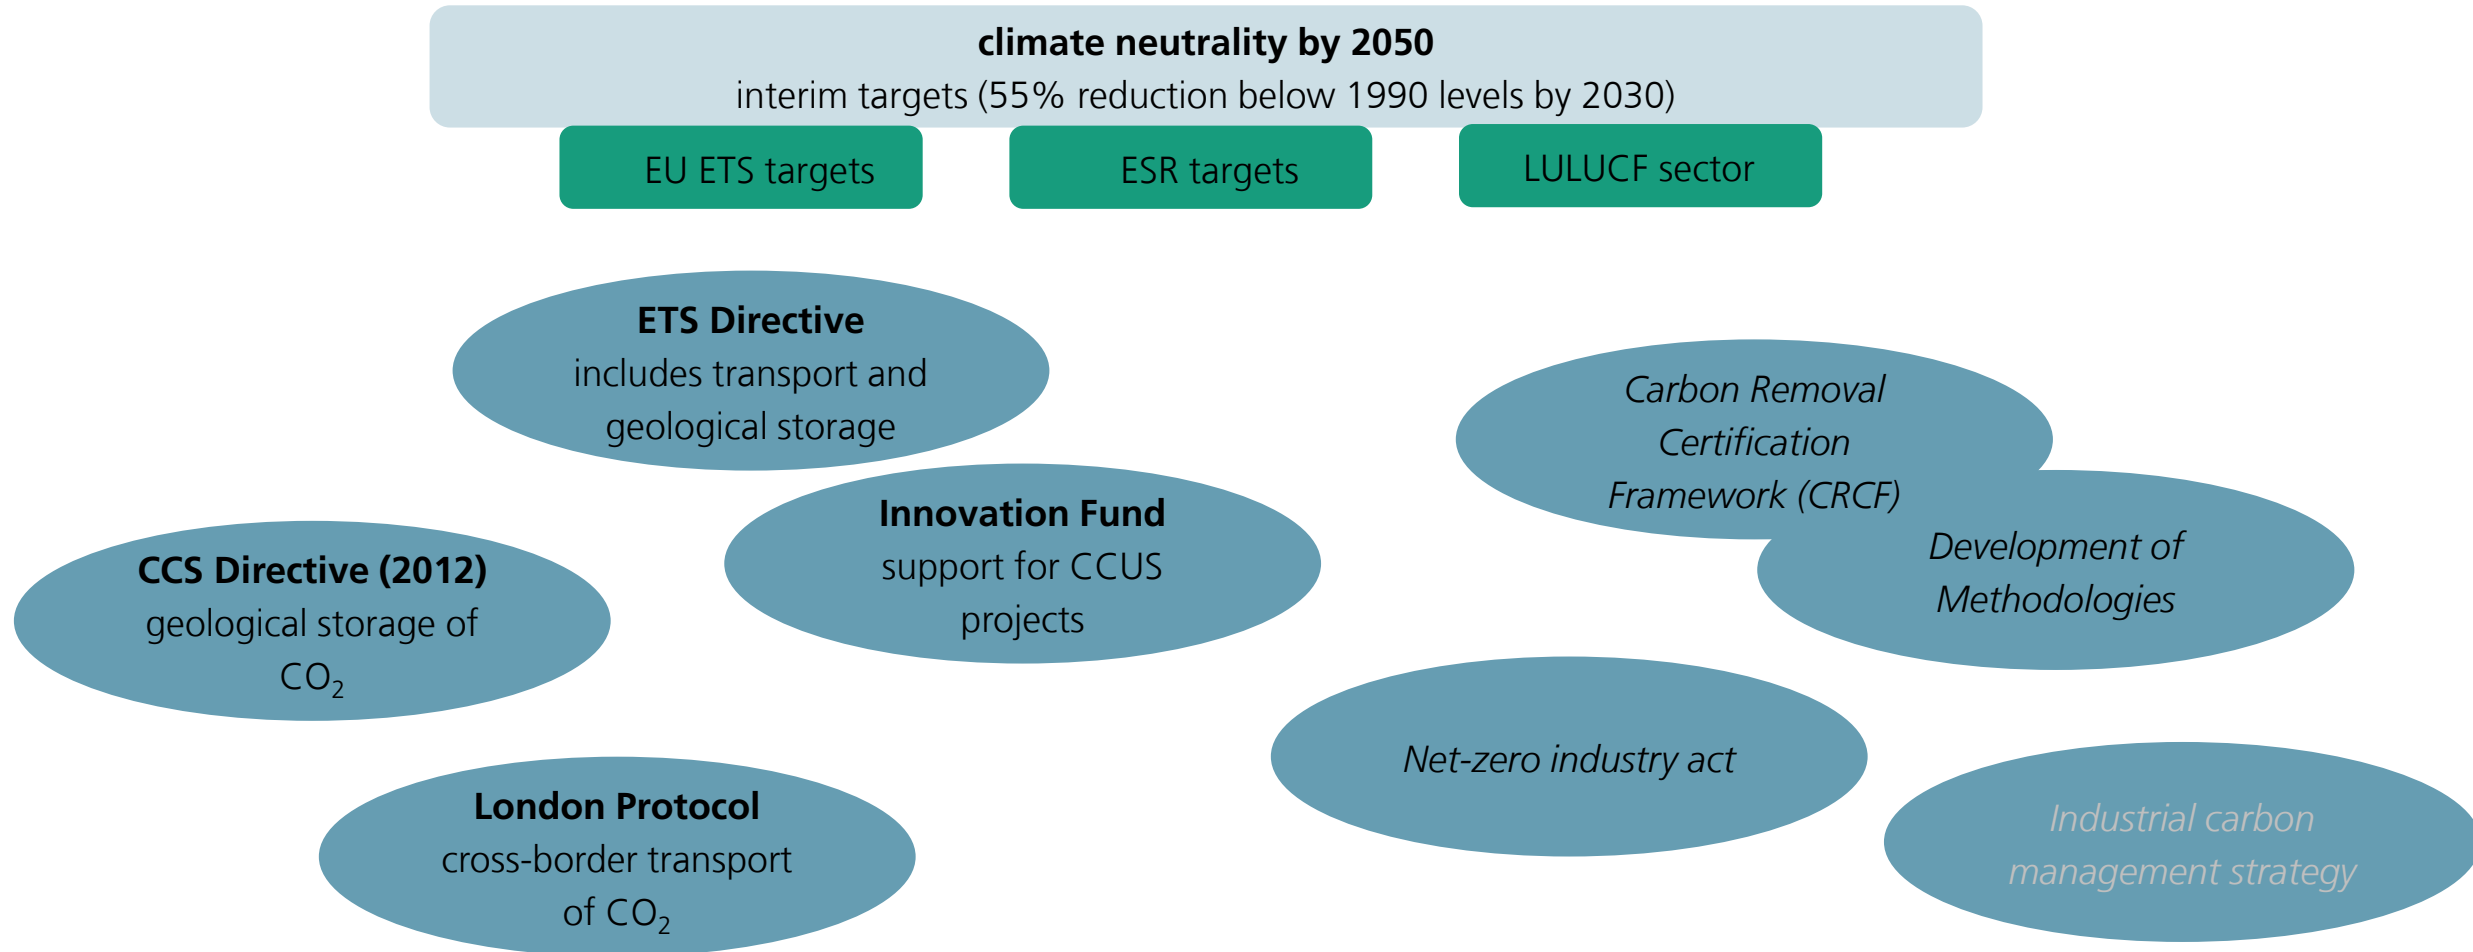 climate neutrality by 2050
interim targets (55% reduction below 1990 levels by 2030)
EU ETS targets
ESR targets
LULUCF sector
ETS Directive
includes transport and
geological storage
Carbon Removal
Certification
Framework (CRCF)
Innovation Fund
support for CCUS
projects
Development of
Methodologies
CCS Directive (2012)
geological storage of
CO₂
Net-zero industry act
London Protocol
cross-border transport
of CO₂
Industrial carbon
management strategy